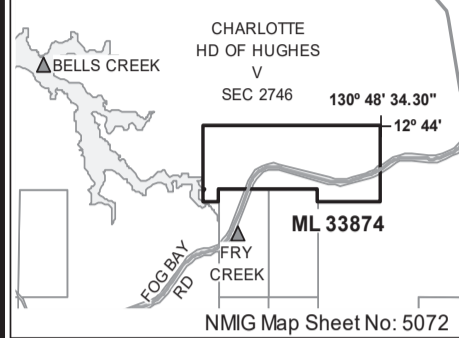 CHARLOTTE
HD OF HUGHES
V
SEC 2746
BELLS CREEK
130º 48' 34.30"
12º 44'
ML 33874
FRY
CREEK
FOG BAY
RD
NMIG Map Sheet No: 5072